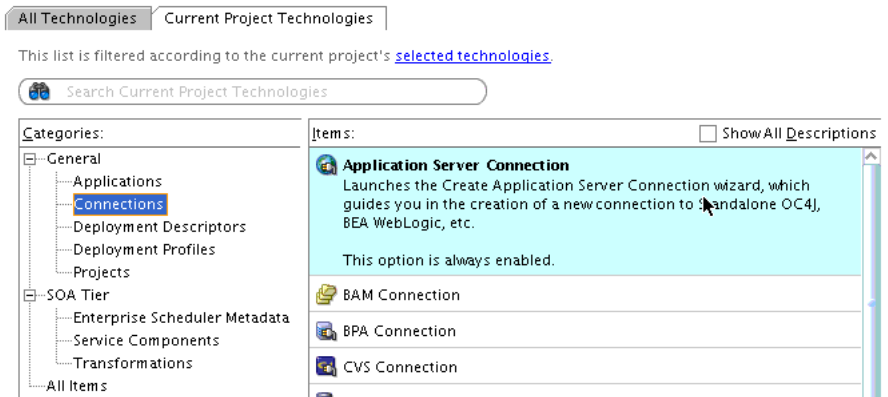 All Technologies
Current Project Technologies
This list is filtered according to the current project's selected technologies.
Search Current Project Technologies
Categories:
General
Applications
Connections
Deployment Descriptors
Deployment Profiles
Projects
SOA Tier
Enterprise Scheduler Metadata
Service Components
Transformations
All Items
Items:
Show All Descriptions
Application Server Connection
Launches the Create Application Server Connection wizard, which
guides you in the creation of a new connection to Standalone OC4J,
BEA WebLogic, etc.
This option is always enabled.
BAM Connection
BPA Connection
CVS Connection